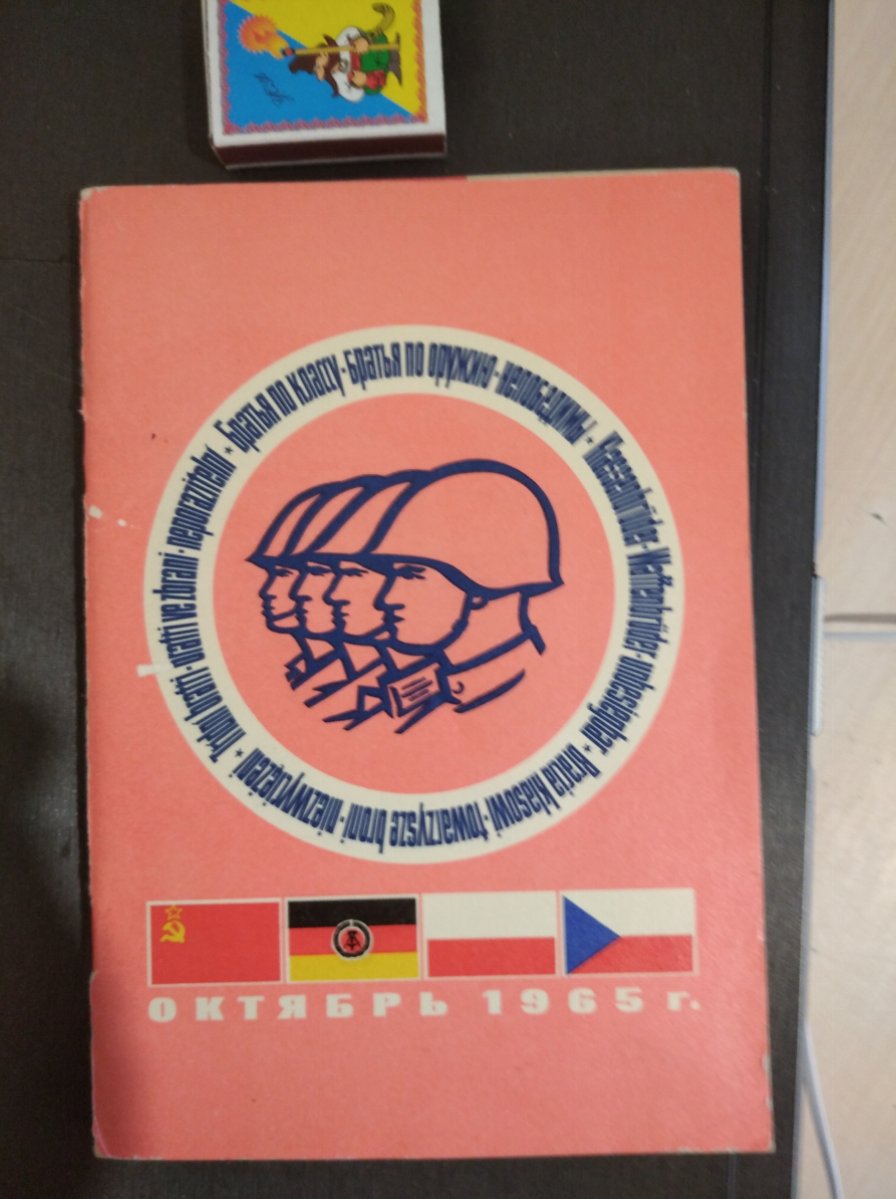 Братья по классу · Братья по оружию · непобедимы ★ Klassenbrüder · Waffenbrüder · unbesiegbar ★ Bracia klasowi · towarzysze broni · niezwyciężeni ★ Třídní bratři · bratři ve zbrani · neporazitelní ★
ОКТЯБРЬ 1965 г.